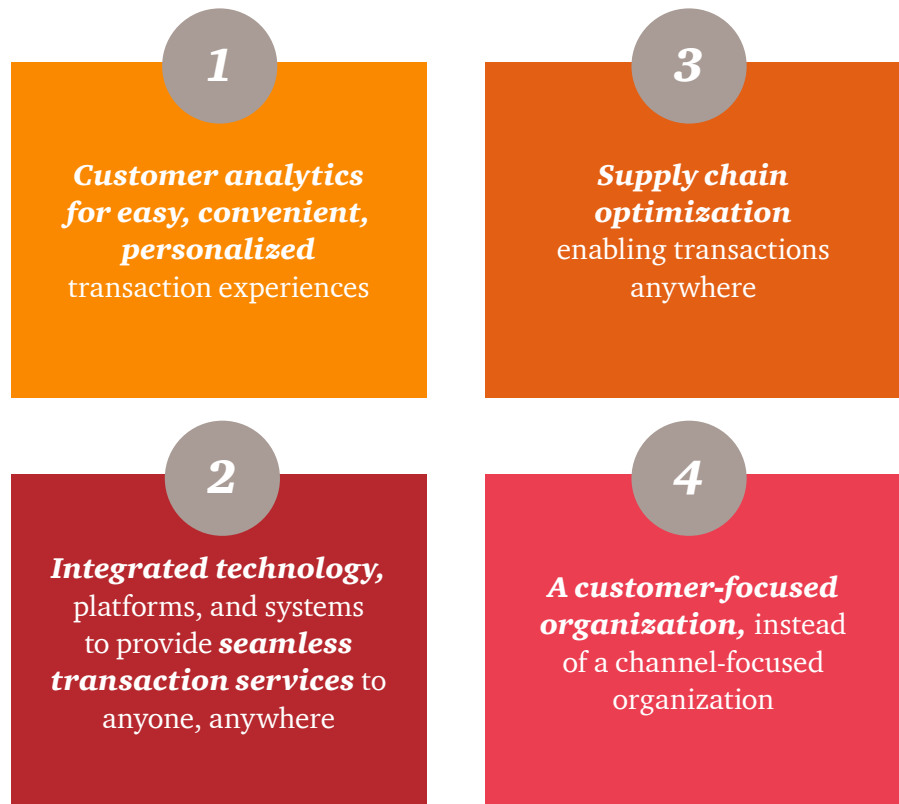 1
Customer analytics
for easy, convenient,
personalized
transaction experiences
2
Integrated technology,
platforms, and systems
to provide seamless
transaction services to
anyone, anywhere
3
Supply chain
optimization
enabling transactions
anywhere
4
A customer-focused
organization, instead
of a channel-focused
organization